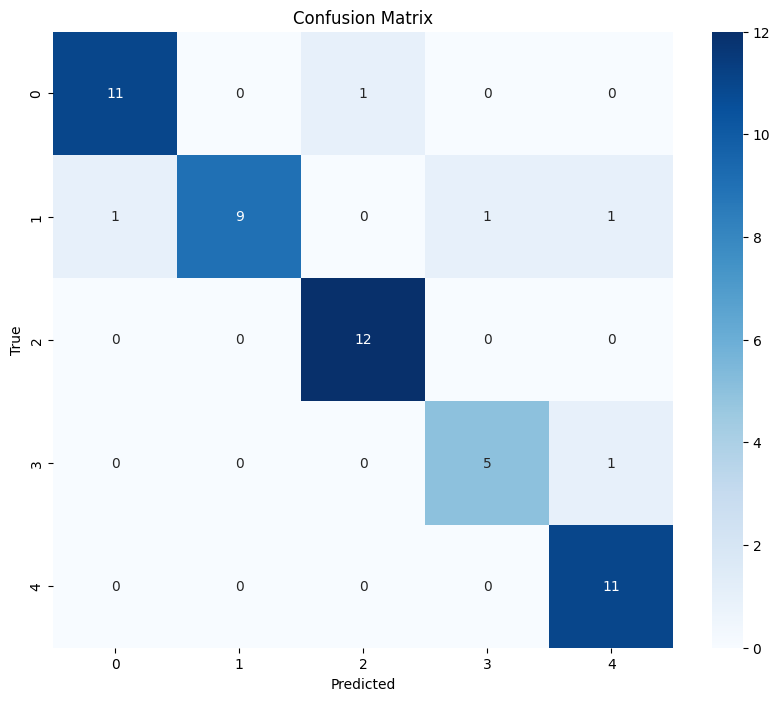 Confusion Matrix
0 11 0 1 0 0
1 1 9 0 1 1
2 0 0 12 0 0
3 0 0 0 5 1
4 0 0 0 0 11
True
0 1 2 3 4
Predicted
12
10
8
6
4
2
0